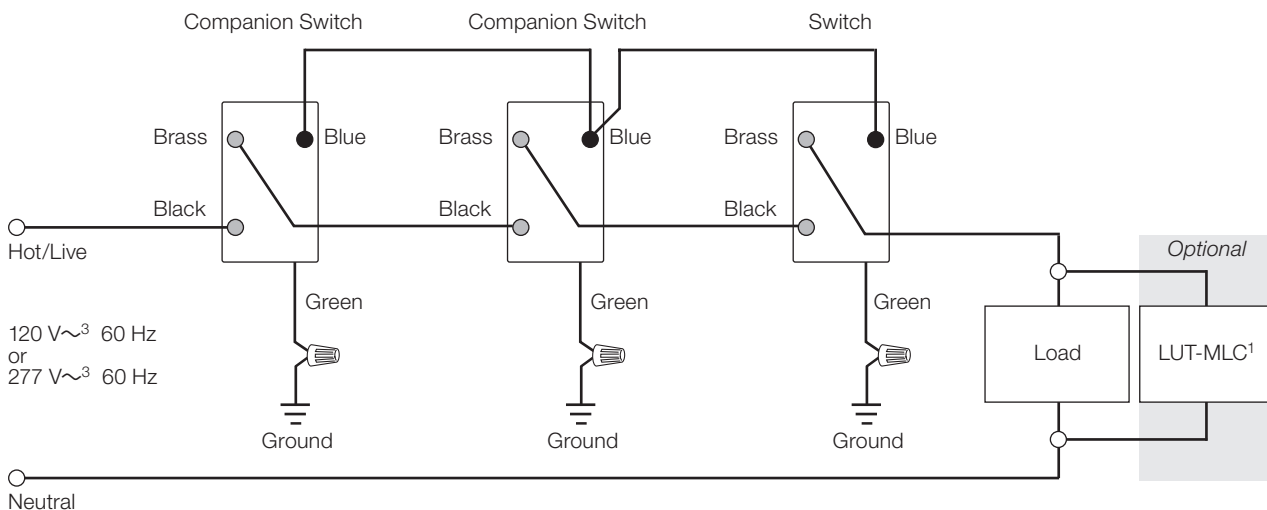 Companion Switch Companion Switch Switch
Brass Blue Brass Blue Brass Blue
Black Black Black
Hot/Live
Optional
Green Green Green
120 V~³ 60 Hz
or
277 V~³ 60 Hz
Load LUT-MLC¹
Ground Ground Ground
Neutral